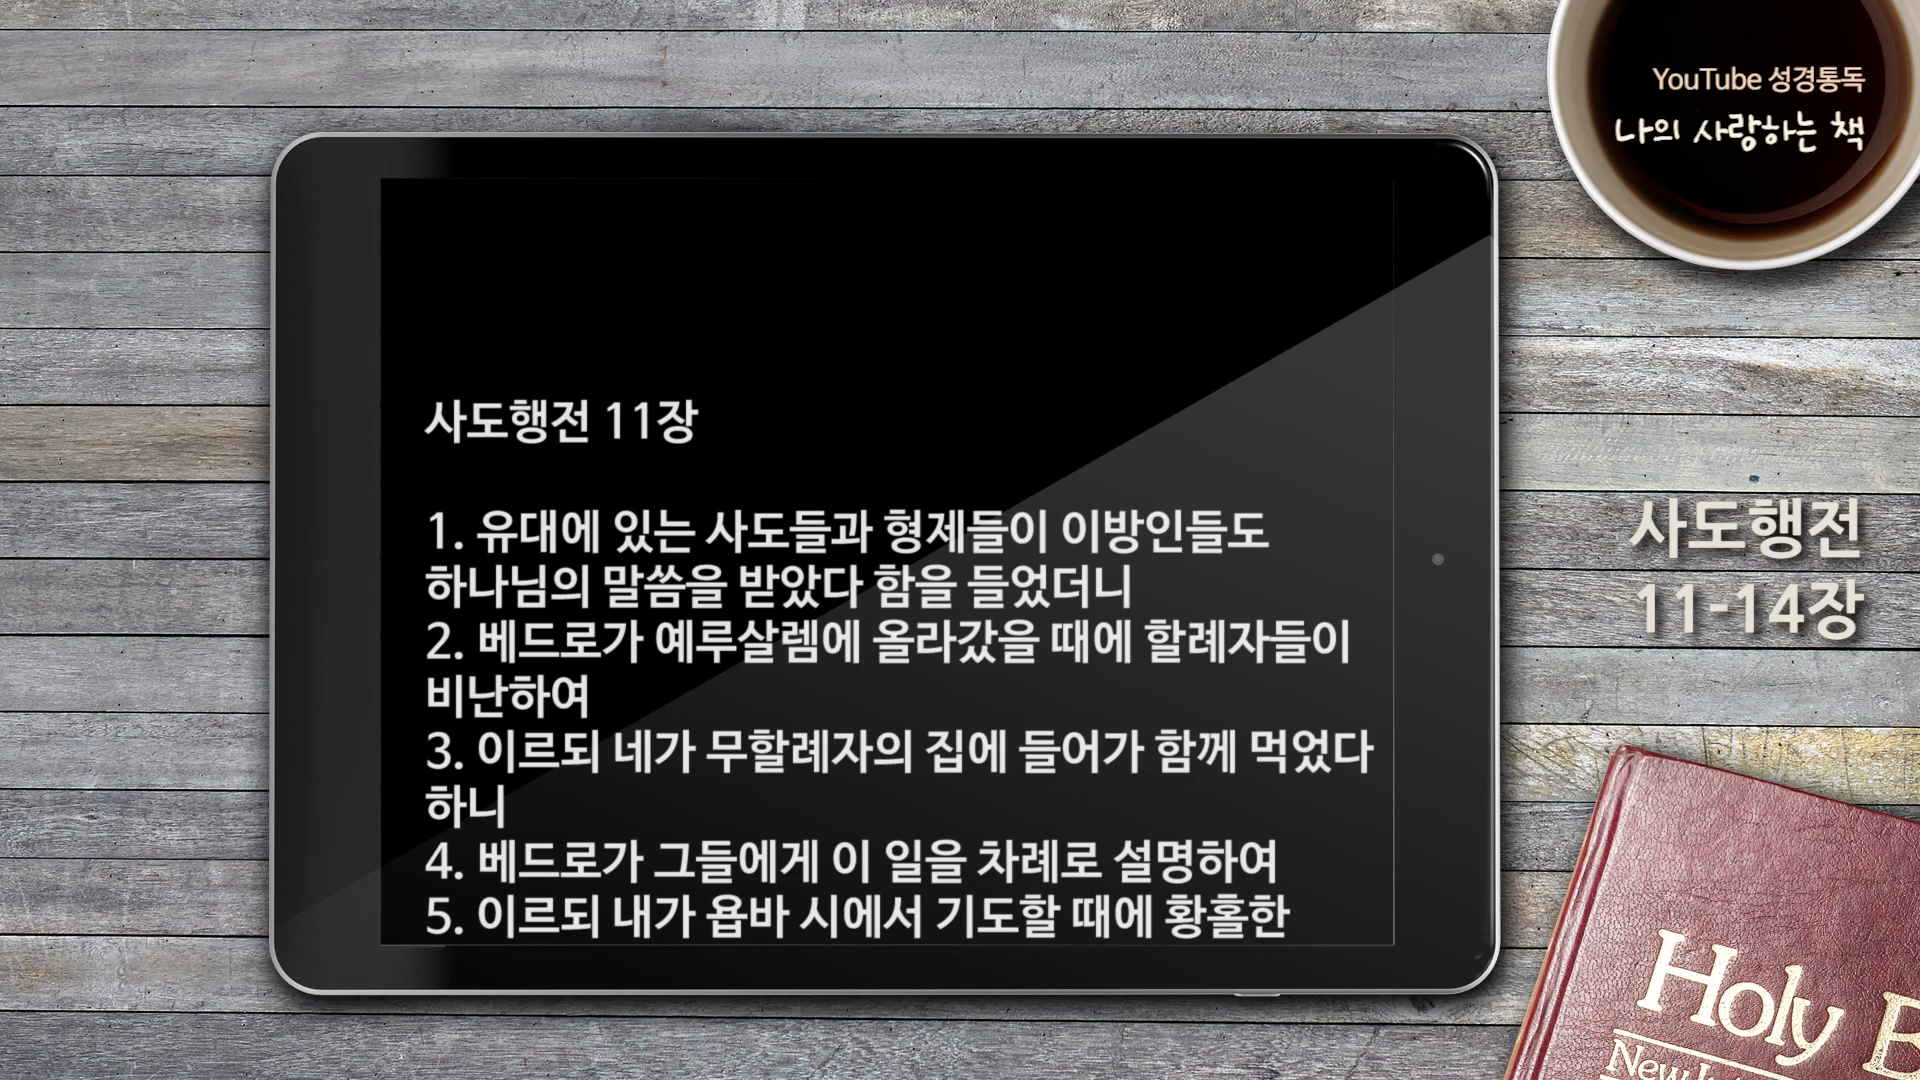 YouTube 성경통독
나의 사랑하는 책
사도행전 11장
1. 유대에 있는 사도들과 형제들이 이방인들도
하나님의 말씀을 받았다 함을 들었더니
2. 베드로가 예루살렘에 올라갔을 때에 할례자들이
비난하여
3. 이르되 네가 무할례자의 집에 들어가 함께 먹었다
하니
4. 베드로가 그들에게 이 일을 차례로 설명하여
5. 이르되 내가 욥바 시에서 기도할 때에 황홀한
사도행전
11-14장
Holy B
New